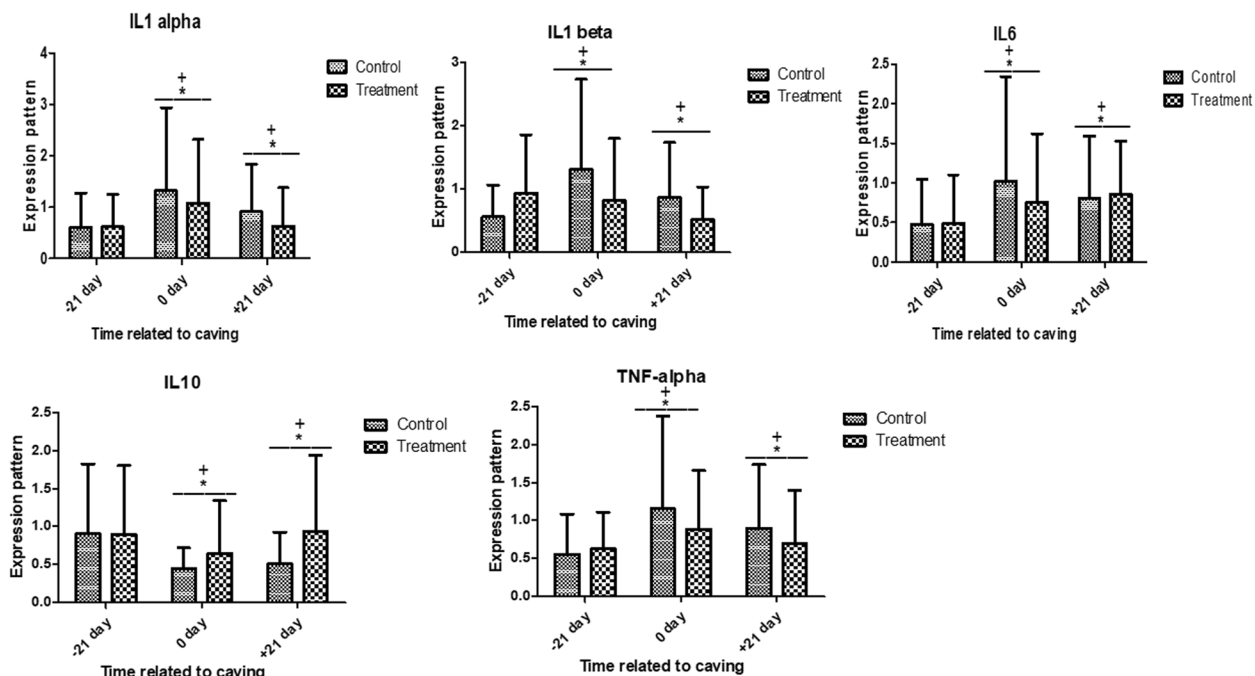 IL1 alpha
Expression pattern
4
3
2
1
0
+
*
+
*
Control
Treatment
-21 day
0 day
+21 day
Time related to caving
IL1 beta
Expression pattern
3
2
1
0
+
*
+
*
Control
Treatment
-21 day
0 day
+21 day
Time related to caving
IL6
Expression pattern
2.5
2.0
1.5
1.0
0.5
0.0
+
*
+
*
Control
Treatment
-21 day
0 day
+21 day
Time related to caving
IL10
Expression pattern
2.5
2.0
1.5
1.0
0.5
0.0
+
*
+
*
Control
Treatment
-21 day
0 day
+21 day
Time related to caving
TNF-alpha
Expression pattern
2.5
2.0
1.5
1.0
0.5
0.0
+
*
+
*
Control
Treatment
-21 day
0 day
+21 day
Time related to caving